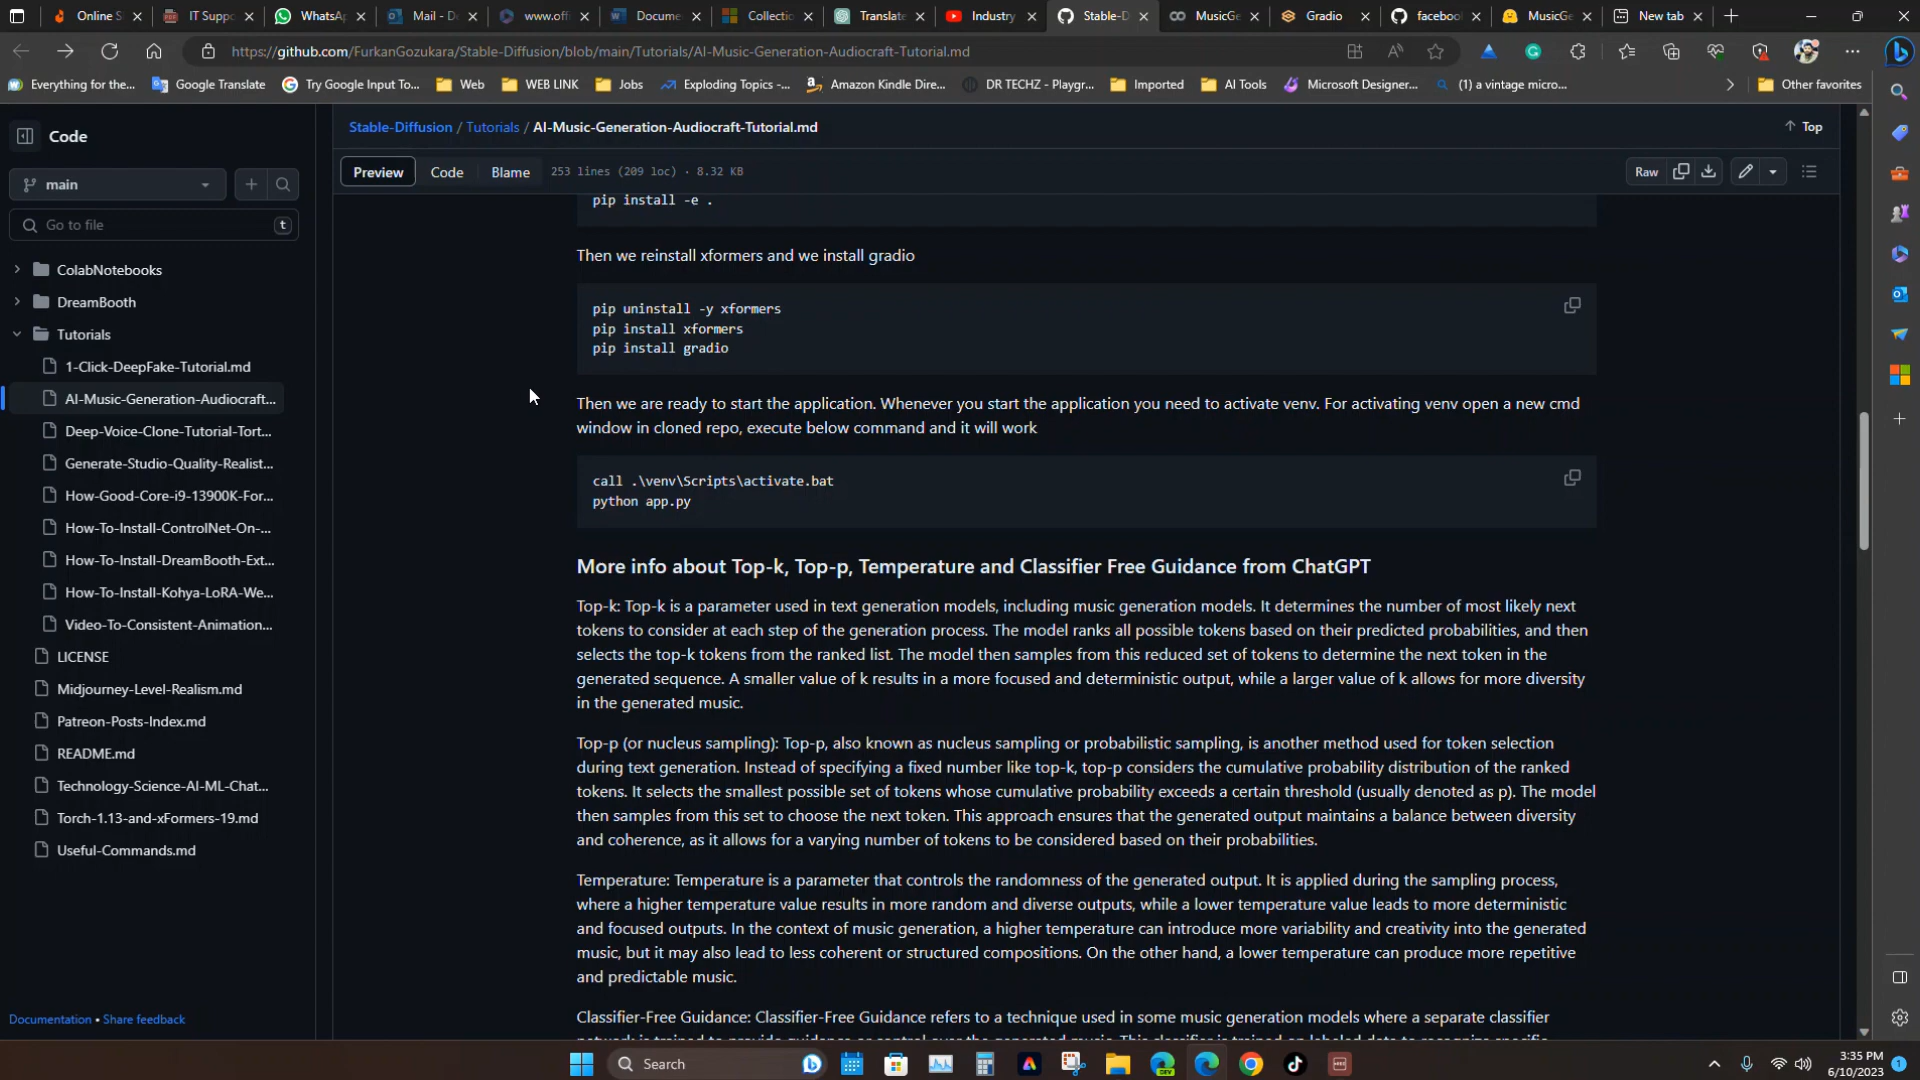 Online S
IT Suppo
WhatsAp
Mail - D
www.offi
Docume
Collectio
Translate
Industry
Stable-D
MusicGe
Gradio
faceboo
MusicGe
New tab
https://github.com/FurkanGozukara/Stable-Diffusion/blob/main/Tutorials/AI-Music-Generation-Audiocraft-Tutorial.md
Everything for the...
Google Translate
Try Google Input To...
Web
WEB LINK
Jobs
Exploding Topics -...
Amazon Kindle Dire...
DR TECHZ - Playgr...
Imported
AI Tools
Microsoft Designer...
(1) a vintage micro...
Other favorites
Code
Stable-Diffusion / Tutorials / AI-Music-Generation-Audiocraft-Tutorial.md
Top
main
Preview
Code
Blame
253 lines (209 loc) · 8.32 KB
Raw
Go to file
t
ColabNotebooks
DreamBooth
Tutorials
1-Click-DeepFake-Tutorial.md
AI-Music-Generation-Audiocraft...
Deep-Voice-Clone-Tutorial-Tort...
Generate-Studio-Quality-Realist...
How-Good-Core-i9-13900K-For...
How-To-Install-ControlNet-On-...
How-To-Install-DreamBooth-Ext...
How-To-Install-Kohya-LoRA-We...
Video-To-Consistent-Animation...
LICENSE
Midjourney-Level-Realism.md
Patreon-Posts-Index.md
README.md
Technology-Science-AI-ML-Chat...
Torch-1.13-and-xFormers-19.md
Useful-Commands.md
Documentation • Share feedback
pip install -e .
Then we reinstall xformers and we install gradio
pip uninstall -y xformers
pip install xformers
pip install gradio
Then we are ready to start the application. Whenever you start the application you need to activate venv. For activating venv open a new cmd
window in cloned repo, execute below command and it will work
call .\venv\Scripts\activate.bat
python app.py
More info about Top-k, Top-p, Temperature and Classifier Free Guidance from ChatGPT
Top-k: Top-k is a parameter used in text generation models, including music generation models. It determines the number of most likely next
tokens to consider at each step of the generation process. The model ranks all possible tokens based on their predicted probabilities, and then
selects the top-k tokens from the ranked list. The model then samples from this reduced set of tokens to determine the next token in the
generated sequence. A smaller value of k results in a more focused and deterministic output, while a larger value of k allows for more diversity
in the generated music.
Top-p (or nucleus sampling): Top-p, also known as nucleus sampling or probabilistic sampling, is another method used for token selection
during text generation. Instead of specifying a fixed number like top-k, top-p considers the cumulative probability distribution of the ranked
tokens. It selects the smallest possible set of tokens whose cumulative probability exceeds a certain threshold (usually denoted as p). The model
then samples from this set to choose the next token. This approach ensures that the generated output maintains a balance between diversity
and coherence, as it allows for a varying number of tokens to be considered based on their probabilities.
Temperature: Temperature is a parameter that controls the randomness of the generated output. It is applied during the sampling process,
where a higher temperature value results in more random and diverse outputs, while a lower temperature value leads to more deterministic
and focused outputs. In the context of music generation, a higher temperature can introduce more variability and creativity into the generated
music, but it may also lead to less coherent or structured compositions. On the other hand, a lower temperature can produce more repetitive
and predictable music.
Classifier-Free Guidance: Classifier-Free Guidance refers to a technique used in some music generation models where a separate classifier
Search
3:35 PM
6/10/2023
1